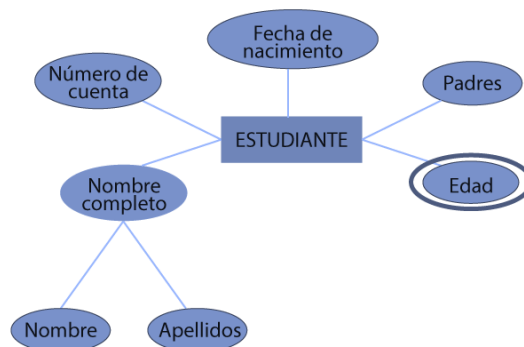 Fecha de
nacimiento
Número de
cuenta
Padres
ESTUDIANTE
Nombre
completo
Edad
Nombre
Apellidos